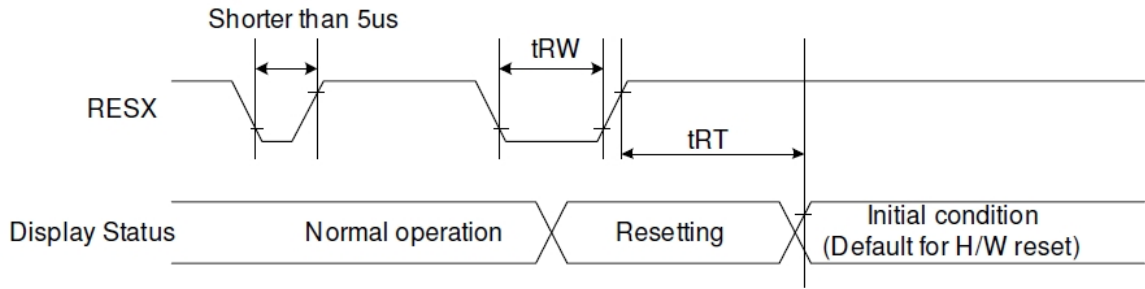 Shorter than 5us
tRW
RESX
tRT
Display Status
Normal operation
Resetting
Initial condition
(Default for H/W reset)